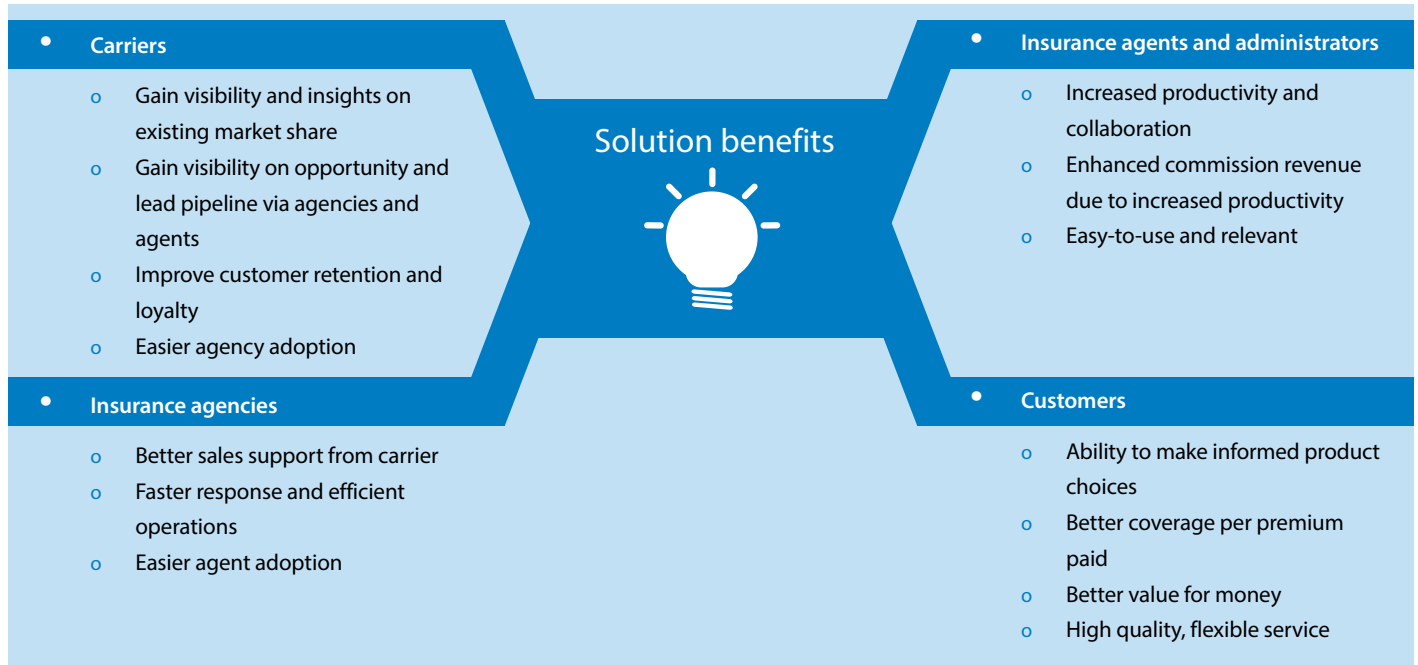 • Carriers
o Gain visibility and insights on
existing market share
o Gain visibility on opportunity and
lead pipeline via agencies and
agents
o Improve customer retention and
loyalty
o Easier agency adoption
• Insurance agencies
o Better sales support from carrier
o Faster response and efficient
operations
o Easier agent adoption
Solution benefits
• Insurance agents and administrators
o Increased productivity and
collaboration
o Enhanced commission revenue
due to increased productivity
o Easy-to-use and relevant
• Customers
o Ability to make informed product
choices
o Better coverage per premium
paid
o Better value for money
o High quality, flexible service